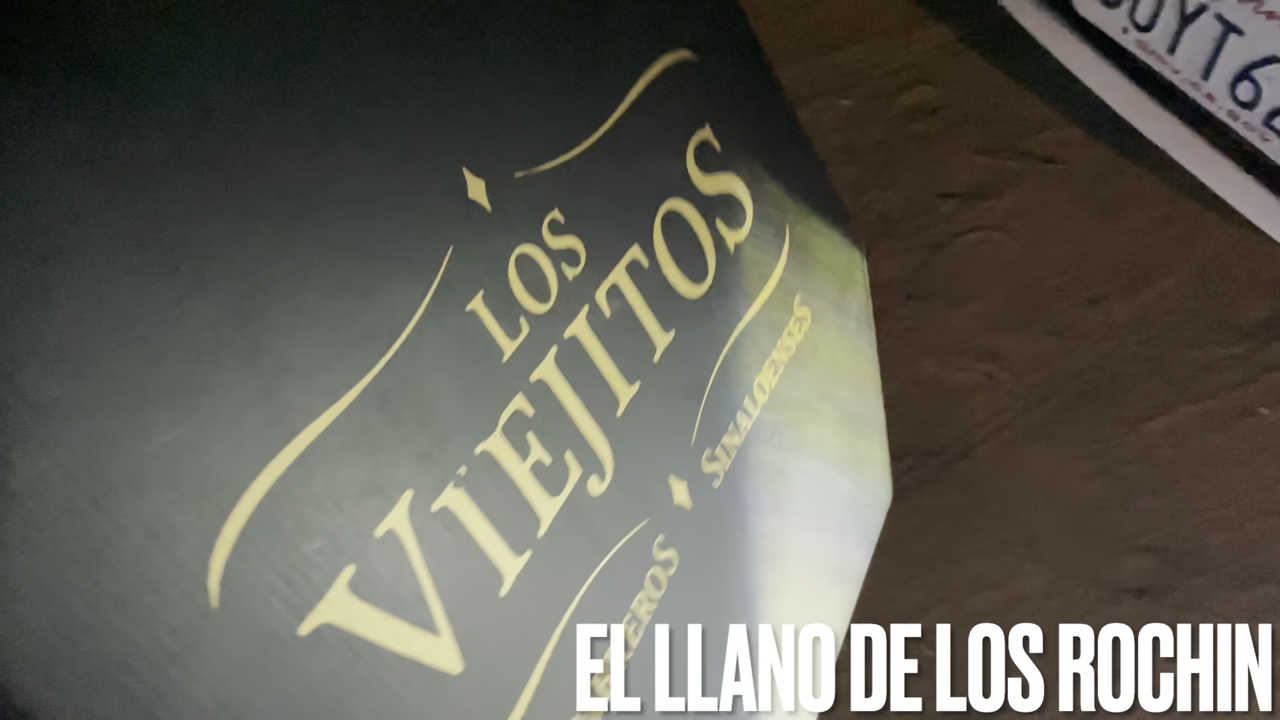 LOS
VIEJITOS
SINALOENSES
EL LLANO DE LOS ROCHIN